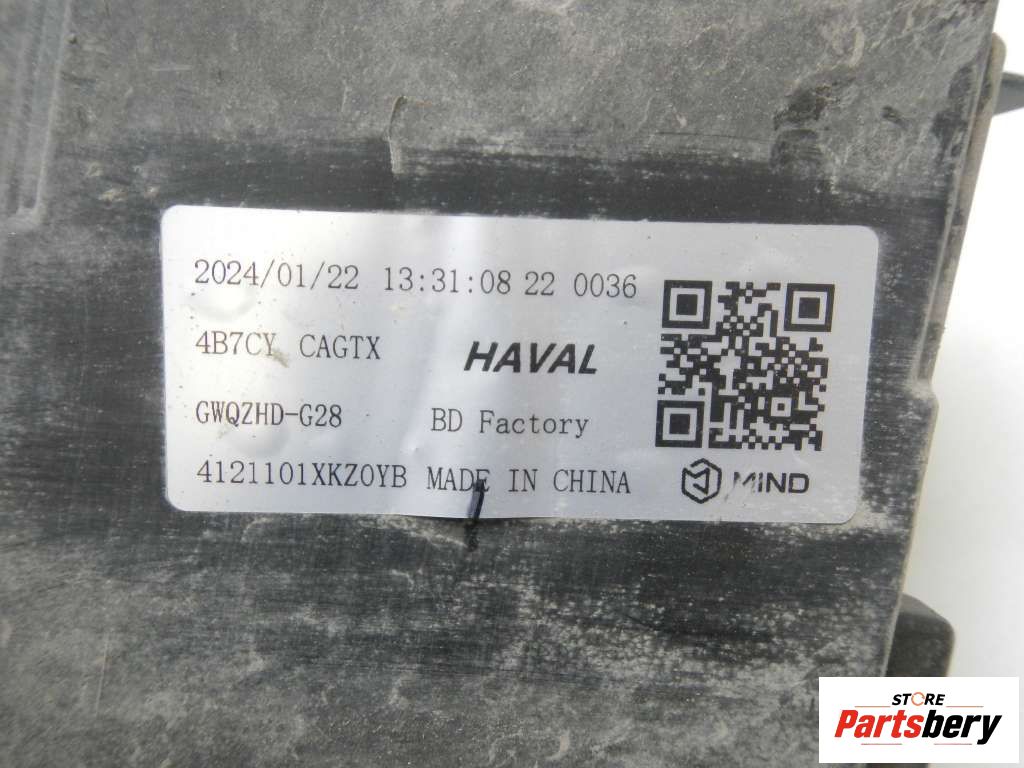 2024/01/22 13:31:08 22 0036
4B7CY CAGTX
HAVAL
GWQZHD-G28 BD Factory
4121101XKZ0YB MADE IN CHINA
MIND
STORE
Partsbery